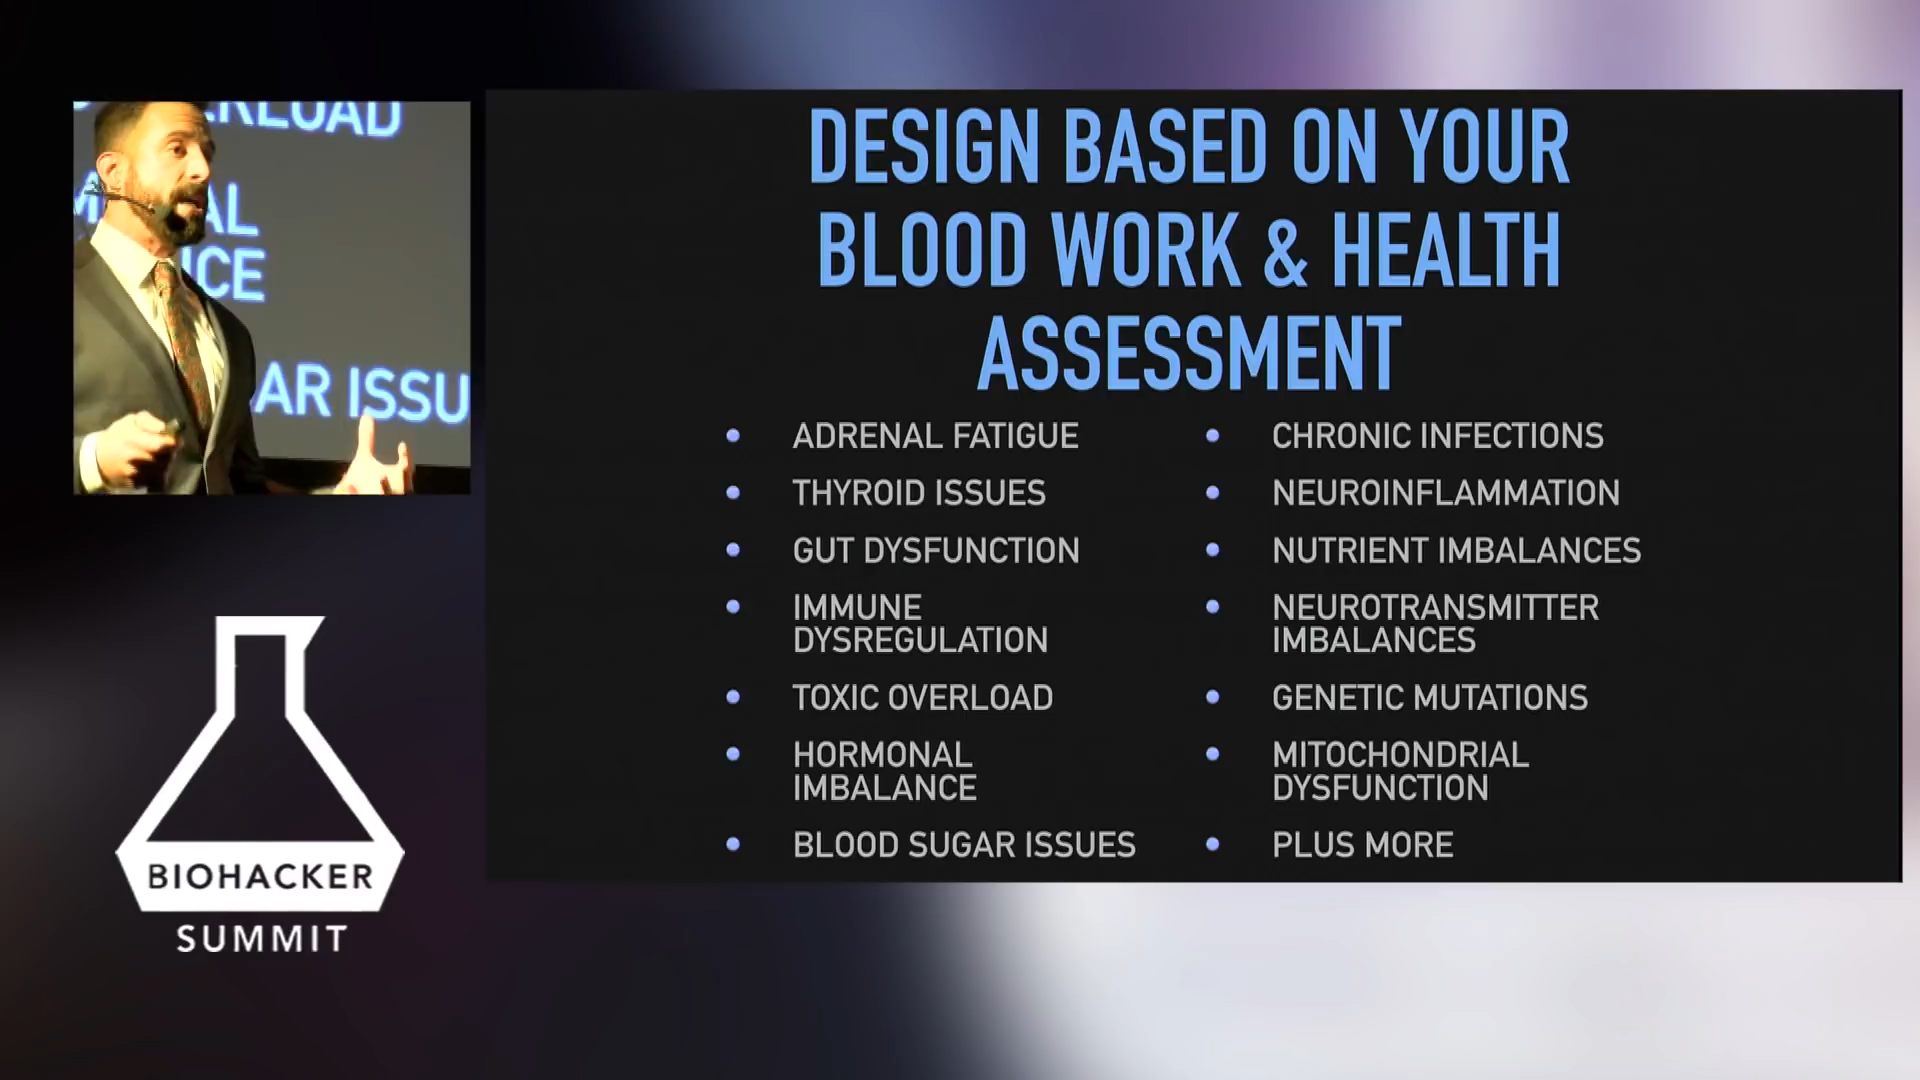 DESIGN BASED ON YOUR
BLOOD WORK & HEALTH
ASSESSMENT
• ADRENAL FATIGUE
• THYROID ISSUES
• GUT DYSFUNCTION
• IMMUNE
DYSREGULATION
• TOXIC OVERLOAD
• HORMONAL
IMBALANCE
• BLOOD SUGAR ISSUES
• CHRONIC INFECTIONS
• NEUROINFLAMMATION
• NUTRIENT IMBALANCES
• NEUROTRANSMITTER
IMBALANCES
• GENETIC MUTATIONS
• MITOCHONDRIAL
DYSFUNCTION
• PLUS MORE
BIOHACKER
SUMMIT